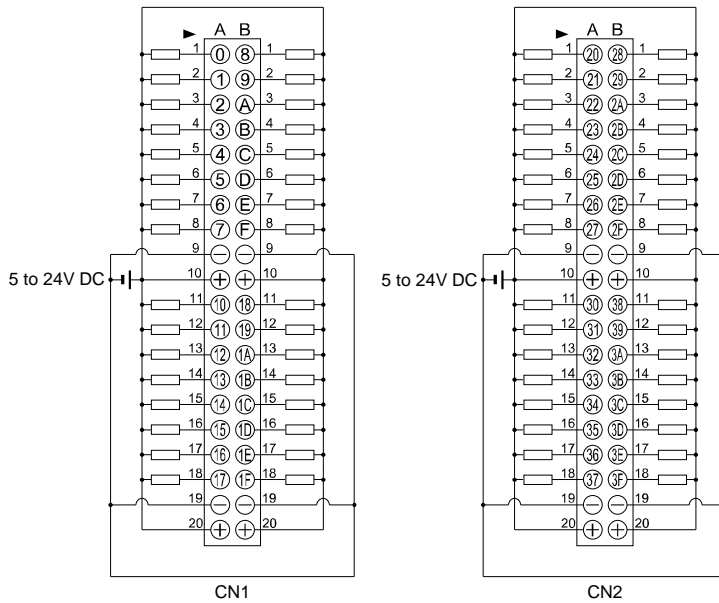 A B A B
1 0 8 1 1 20 28 1
2 1 9 2 2 21 29 2
3 2 A 3 3 22 2A 3
4 3 B 4 4 23 2B 4
5 4 C 5 5 24 2C 5
6 5 D 6 6 25 2D 6
7 6 E 7 7 26 2E 7
8 7 F 8 8 27 2F 8
9 − − 9 9 − − 9
5 to 24V DC 10 + + 10 5 to 24V DC 10 + + 10
11 10 18 11 11 30 38 11
12 11 19 12 12 31 39 12
13 12 1A 13 13 32 3A 13
14 13 1B 14 14 33 3B 14
15 14 1C 15 15 34 3C 15
16 15 1D 16 16 35 3D 16
17 16 1E 17 17 36 3E 17
18 17 1F 18 18 37 3F 18
19 − − 19 19 − − 19
20 + + 20 20 + + 20
CN1 CN2